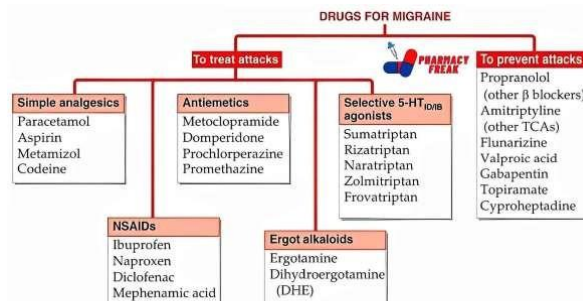 DRUGS FOR MIGRAINE
To treat attacks
PHARMACY
FREAK
To prevent attacks
Propranolol
(other β blockers)
Amitriptyline
(other TCAs)
Flunarizine
Valproic acid
Gabapentin
Topiramate
Cyproheptadine
Simple analgesics
Paracetamol
Aspirin
Metamizol
Codeine
Antiemetics
Metoclopramide
Domperidone
Prochlorperazine
Promethazine
Selective 5-HT1D/1B
agonists
Sumatriptan
Rizatriptan
Naratriptan
Zolmitriptan
Frovatriptan
NSAIDs
Ibuprofen
Naproxen
Diclofenac
Mephenamic acid
Ergot alkaloids
Ergotamine
Dihydroergotamine
(DHE)